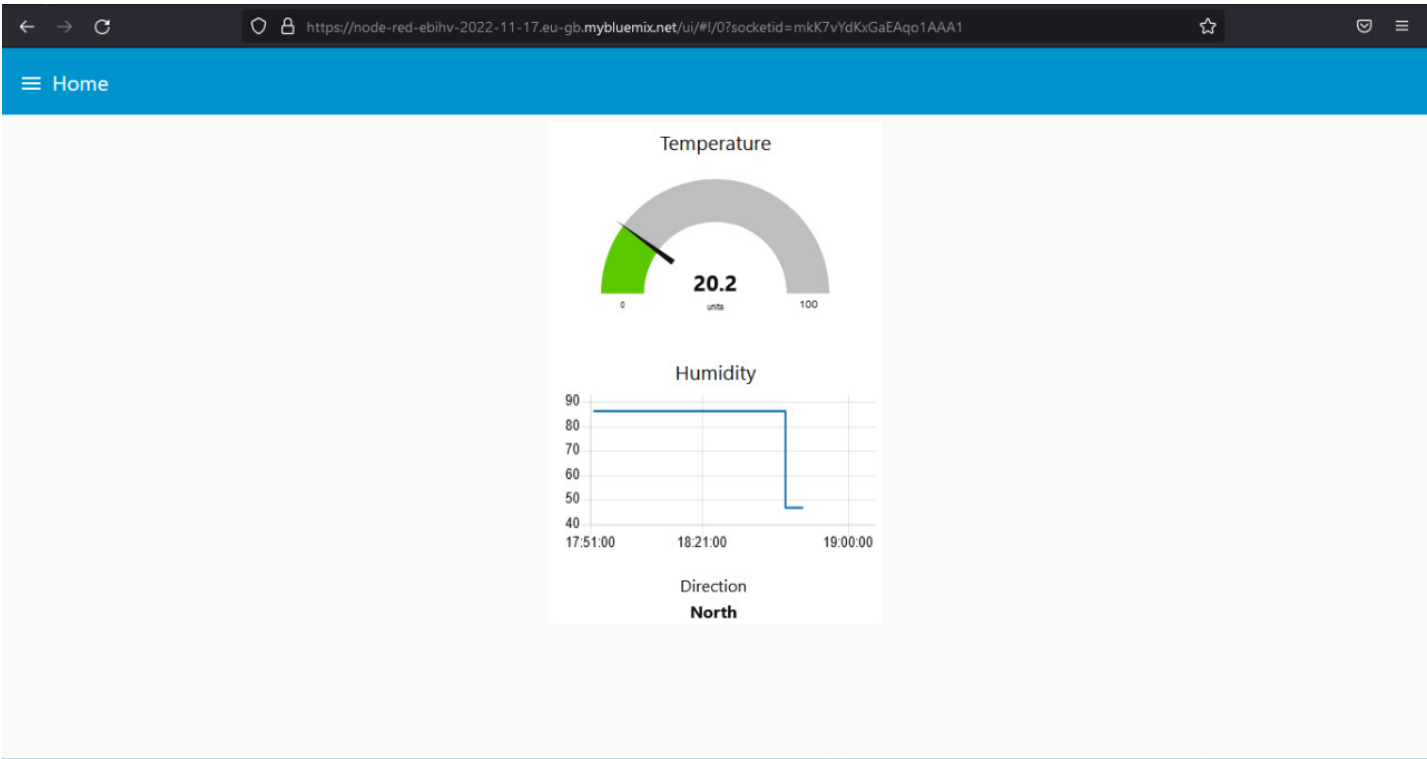 https://node-red-ebihv-2022-11-17.eu-gb.mybluemix.net/ui/#!/0?socketid=mkK7vYdKxGaEAqo1AAA1
Home
Temperature
20.2
0 units 100
Humidity
90
80
70
60
50
40
17:51:00 18:21:00 19:00:00
Direction
North